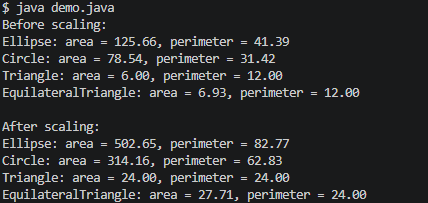 $ java demo.java
Before scaling:
Ellipse: area = 125.66, perimeter = 41.39
Circle: area = 78.54, perimeter = 31.42
Triangle: area = 6.00, perimeter = 12.00
EquilateralTriangle: area = 6.93, perimeter = 12.00

After scaling:
Ellipse: area = 502.65, perimeter = 82.77
Circle: area = 314.16, perimeter = 62.83
Triangle: area = 24.00, perimeter = 24.00
EquilateralTriangle: area = 27.71, perimeter = 24.00